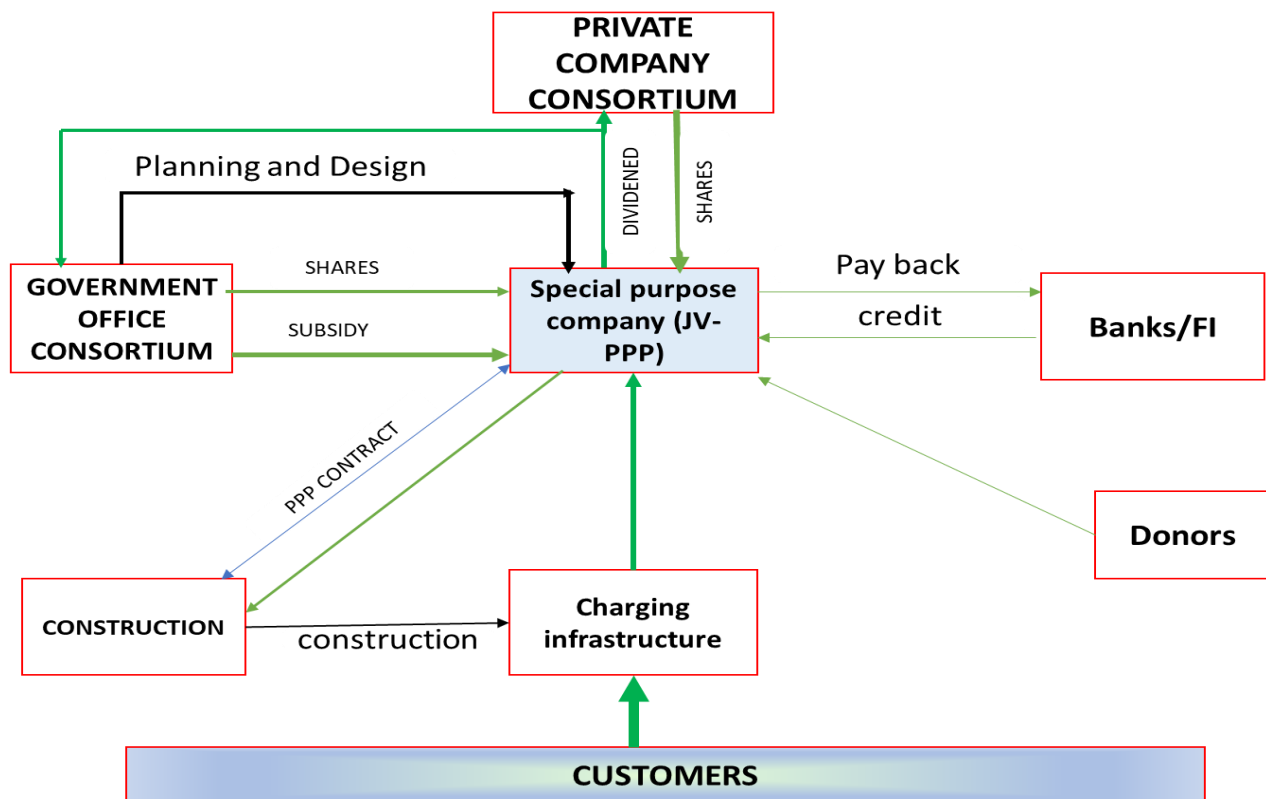 PRIVATE
COMPANY
CONSORTIUM
Planning and Design
DIVIDENED
SHARES
GOVERNMENT
OFFICE
CONSORTIUM
SHARES
SUBSIDY
Special purpose
company (JV-
PPP)
Pay back
credit
Banks/FI
PPP CONTRACT
Donors
CONSTRUCTION
construction
Charging
infrastructure
CUSTOMERS